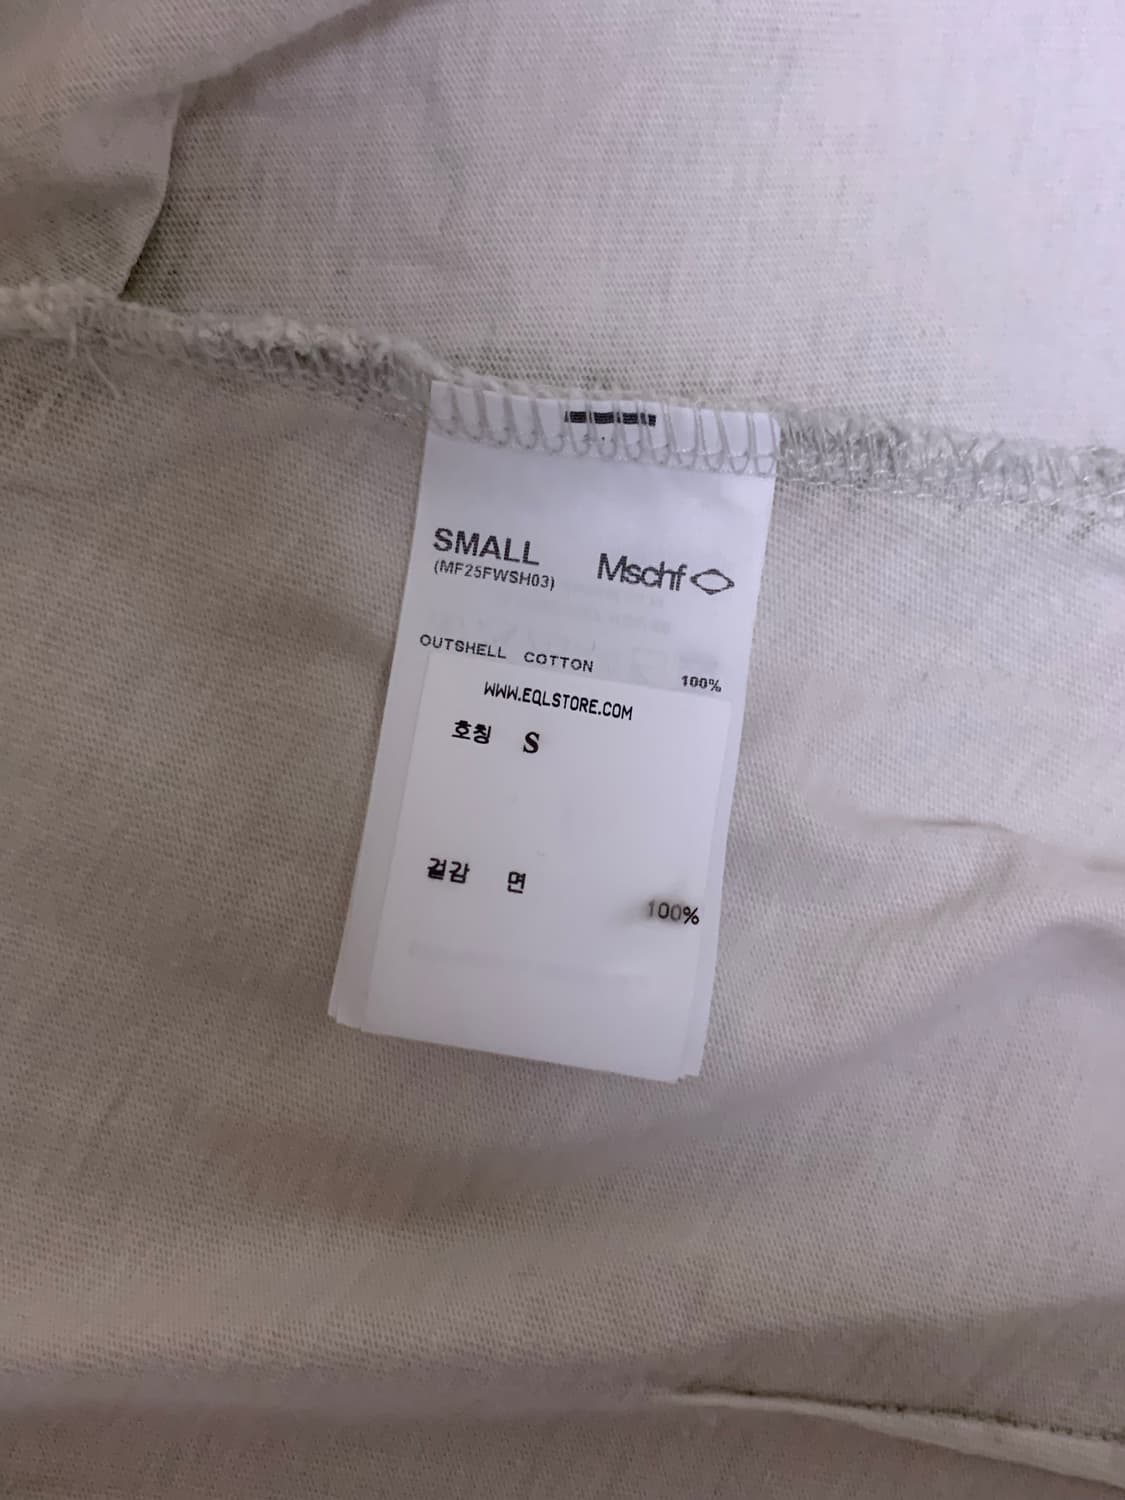 SMALL
(MF25FWSH03)
Mschf
OUTSHELL COTTON 100%
WWW.EQLSTORE.COM
호칭 S
겉감 면 100%